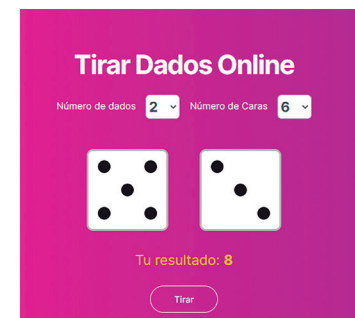 Tirar Dados Online
Número de dados 2 Número de Caras 6
Tu resultado: 8
Tirar